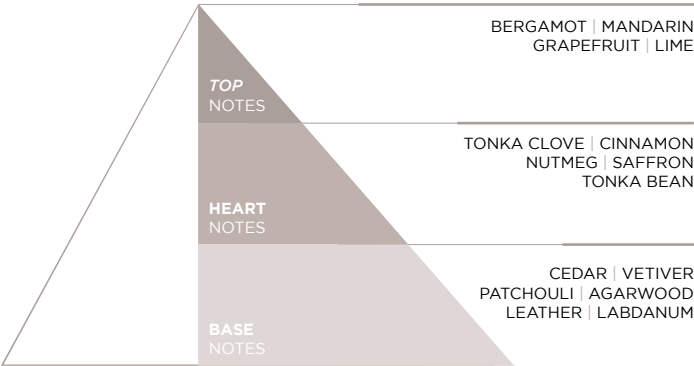 BERGAMOT | MANDARIN
GRAPEFRUIT | LIME
TOP
NOTES
TONKA CLOVE | CINNAMON
NUTMEG | SAFFRON
TONKA BEAN
HEART
NOTES
CEDAR | VETIVER
PATCHOULI | AGARWOOD
LEATHER | LABDANUM
BASE
NOTES